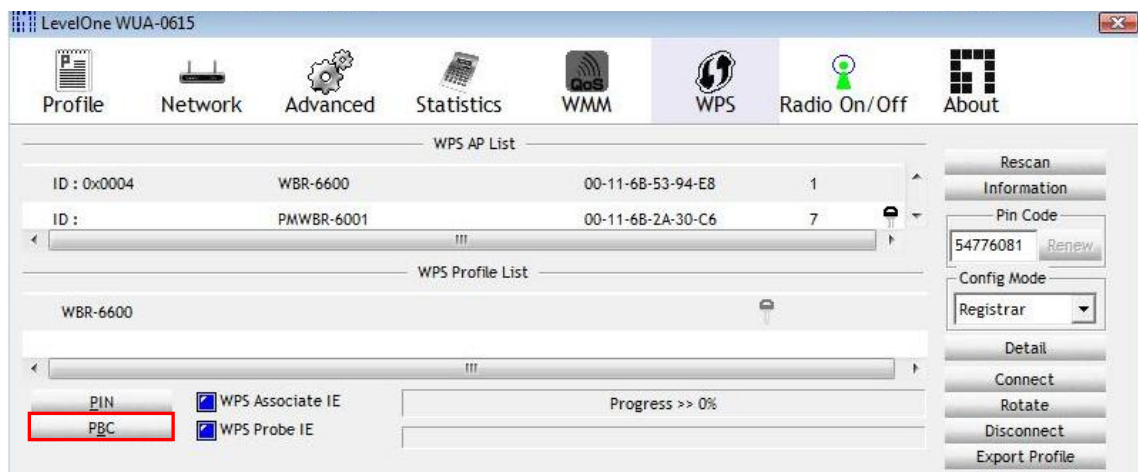 LevelOne WUA-0615
Profile Network Advanced Statistics QoS WMM WPS Radio On/Off About
WPS AP List
ID : 0x0004 WBR-6600 00-11-6B-53-94-E8 1
ID : PMWBR-6001 00-11-6B-2A-30-C6 7
WPS Profile List
WBR-6600
PIN
PBC
WPS Associate IE
WPS Probe IE
Progress >> 0%
Rescan
Information
Pin Code
54776081 Renew
Config Mode
Registrar
Detail
Connect
Rotate
Disconnect
Export Profile